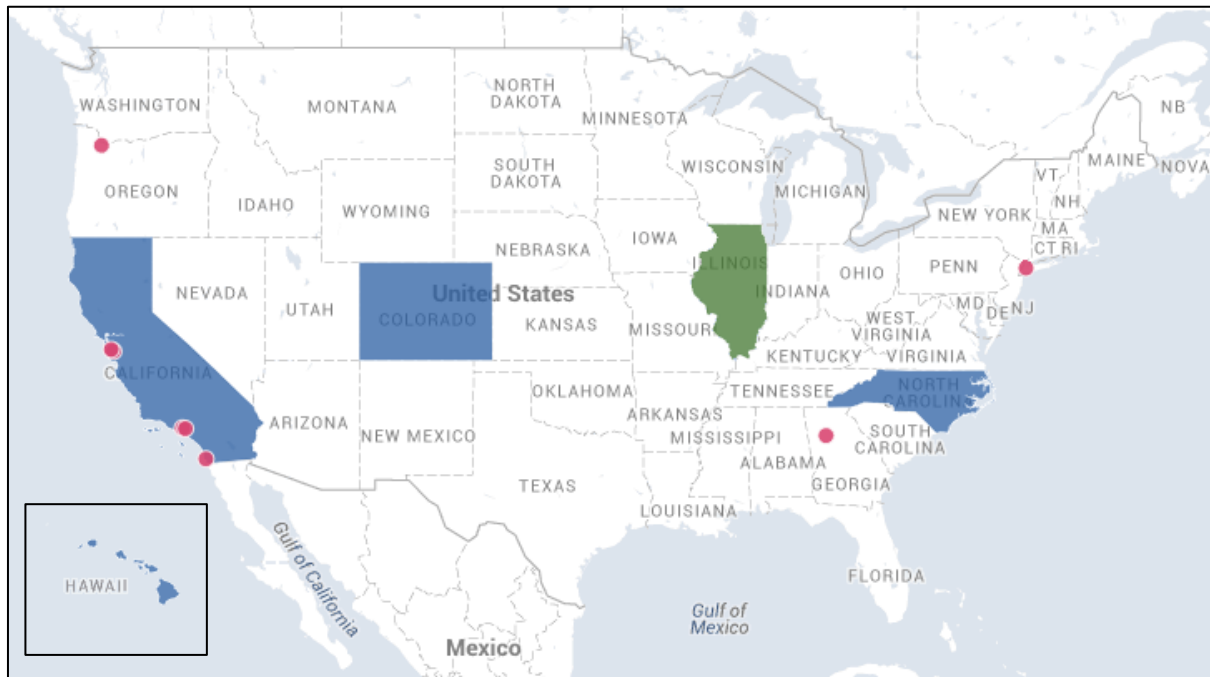 NB
WASHINGTON
MONTANA
NORTH
DAKOTA
MINNESOTA
MAINE
NOVA
OREGON
IDAHO
SOUTH
DAKOTA
WISCONSIN
MICHIGAN
VT
NH
WYOMING
NEW YORK
MA
IOWA
CT RI
NEBRASKA
ILLINOIS
OHIO
PENN
NEVADA
UTAH
United States
INDIANA
COLORADO
KANSAS
MISSOUR
WEST
VIRGINIA
MD
DE
NJ
KENTUCKY
VIRGINIA
CALIFORNIA
OKLAHOMA
TENNESSEE
NORTH
CAROLIN
ARIZONA
NEW MEXICO
ARKANSAS
MISSISSIPPI
SOUTH
CAROLINA
ALABAMA
TEXAS
GEORGIA
LOUISIANA
Gulf of California
HAWAII
FLORIDA
Gulf of
Mexico
Mexico